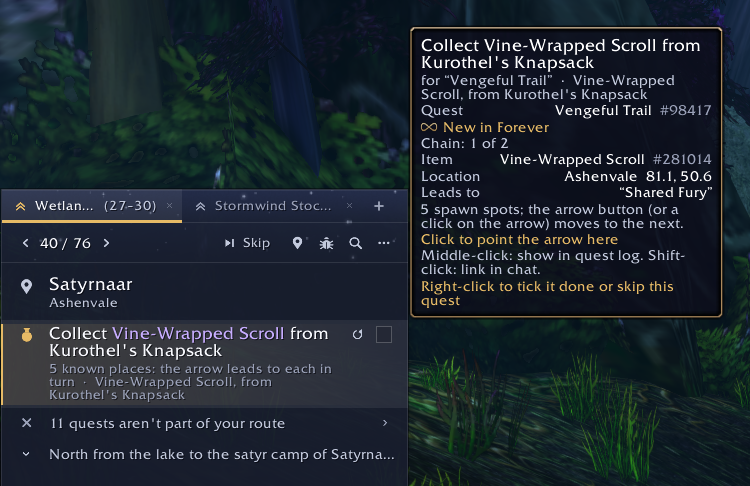 Collect Vine-Wrapped Scroll from
Kurothel's Knapsack
for “Vengeful Trail” · Vine-Wrapped
Scroll, from Kurothel's Knapsack
Quest Vengeful Trail #98417
New in Forever
Chain: 1 of 2
Item Vine-Wrapped Scroll #281014
Location Ashenvale 81.1, 50.6
Leads to “Shared Fury”
5 spawn spots; the arrow button (or a
click on the arrow) moves to the next.
Click to point the arrow here
Middle-click: show in quest log. Shift-
click: link in chat.
Right-click to tick it done or skip this
quest
Wetlan... (27-30) × Stormwind Stoc... × +
40 / 76 Skip ...
Satyrnaar
Ashenvale
Collect Vine-Wrapped Scroll from
Kurothel's Knapsack
5 known places: the arrow leads to each in
turn · Vine-Wrapped Scroll, from
Kurothel's Knapsack
11 quests aren't part of your route
North from the lake to the satyr camp of Satyrna...